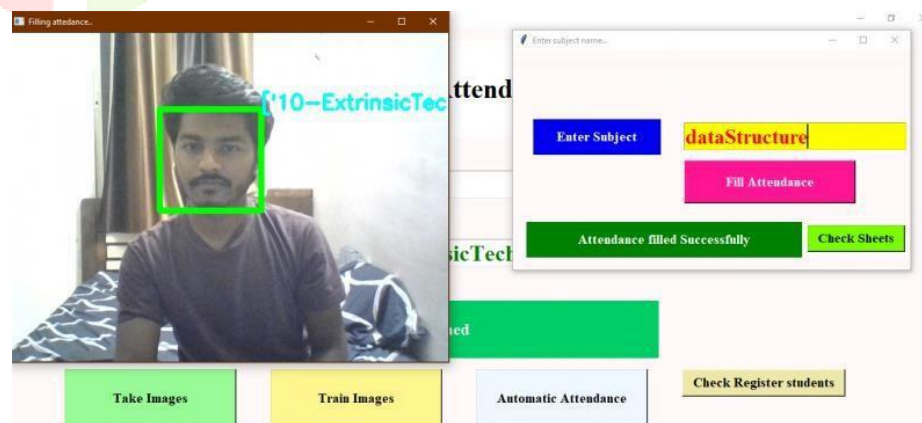 Filling attedance..
['10-ExtrinsicTec
Enter subject name...
ttend
Enter Subject
dataStructure
Fill Attendance
Attendance filled Successfully
Check Sheets
sicTech
ned
Take Images
Train Images
Automatic Attendance
Check Register students